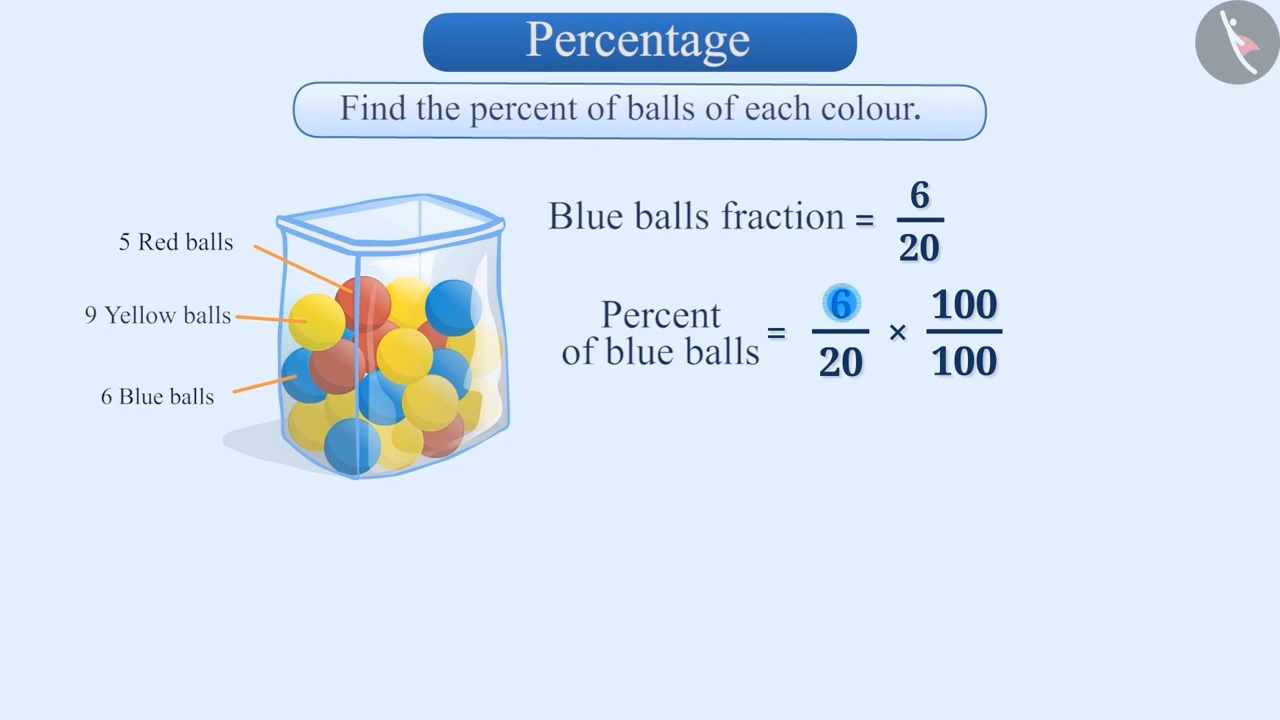 Percentage
Find the percent of balls of each colour.
5 Red balls
9 Yellow balls
6 Blue balls
Blue balls fraction = 6/20
Percent
of blue balls = 6/20 × 100/100